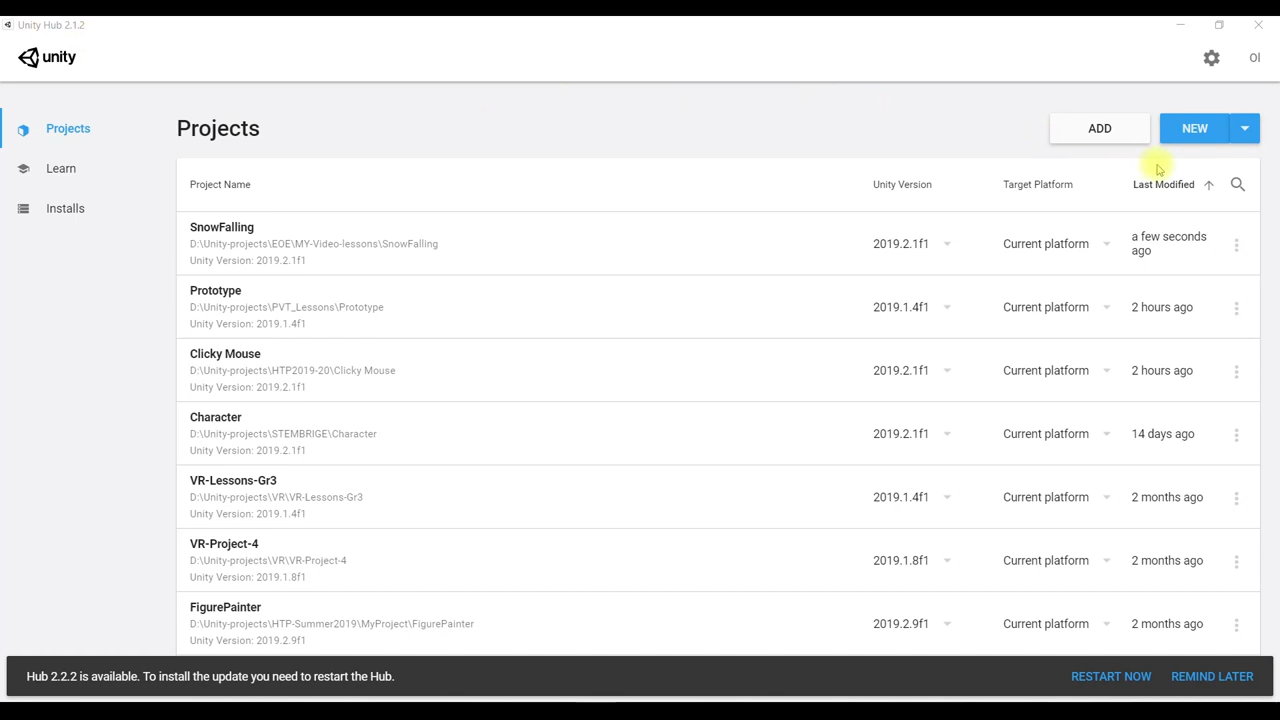 Unity Hub 2.1.2
unity
OI
Projects
Learn
Installs
Projects
ADD
NEW
Project Name
Unity Version
Target Platform
Last Modified
SnowFalling
D:\Unity-projects\EOE\MY-Video-lessons\SnowFalling
Unity Version: 2019.2.1f1
2019.2.1f1
Current platform
a few seconds
ago
Prototype
D:\Unity-projects\PVT_Lessons\Prototype
Unity Version: 2019.1.4f1
2019.1.4f1
Current platform
2 hours ago
Clicky Mouse
D:\Unity-projects\HTP2019-20\Clicky Mouse
Unity Version: 2019.2.1f1
2019.2.1f1
Current platform
2 hours ago
Character
D:\Unity-projects\STEMBRIGE\Character
Unity Version: 2019.2.1f1
2019.2.1f1
Current platform
14 days ago
VR-Lessons-Gr3
D:\Unity-projects\VR\VR-Lessons-Gr3
Unity Version: 2019.1.4f1
2019.1.4f1
Current platform
2 months ago
VR-Project-4
D:\Unity-projects\VR\VR-Project-4
Unity Version: 2019.1.8f1
2019.1.8f1
Current platform
2 months ago
FigurePainter
D:\Unity-projects\HTP-Summer2019\MyProject\FigurePainter
Unity Version: 2019.2.9f1
2019.2.9f1
Current platform
2 months ago
Hub 2.2.2 is available. To install the update you need to restart the Hub.
RESTART NOW
REMIND LATER